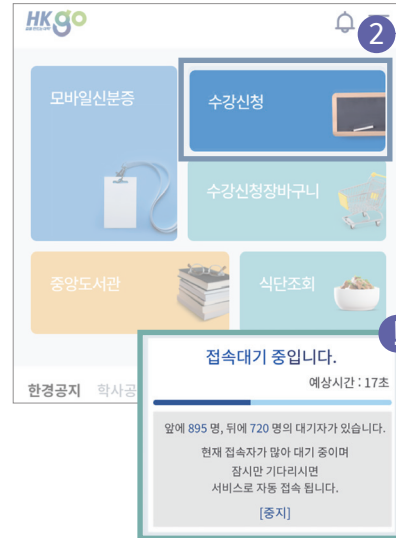 HKgo
2
모바일신분증
수강신청
수강신청장바구니
중앙도서관
식단조회
접속대기 중입니다.
예상시간 : 17초
한경공지 학사공
앞에 895 명, 뒤에 720 명의 대기자가 있습니다.
현재 접속자가 많아 대기 중이며
잠시만 기다리시면
서비스로 자동 접속 됩니다.
[중지]